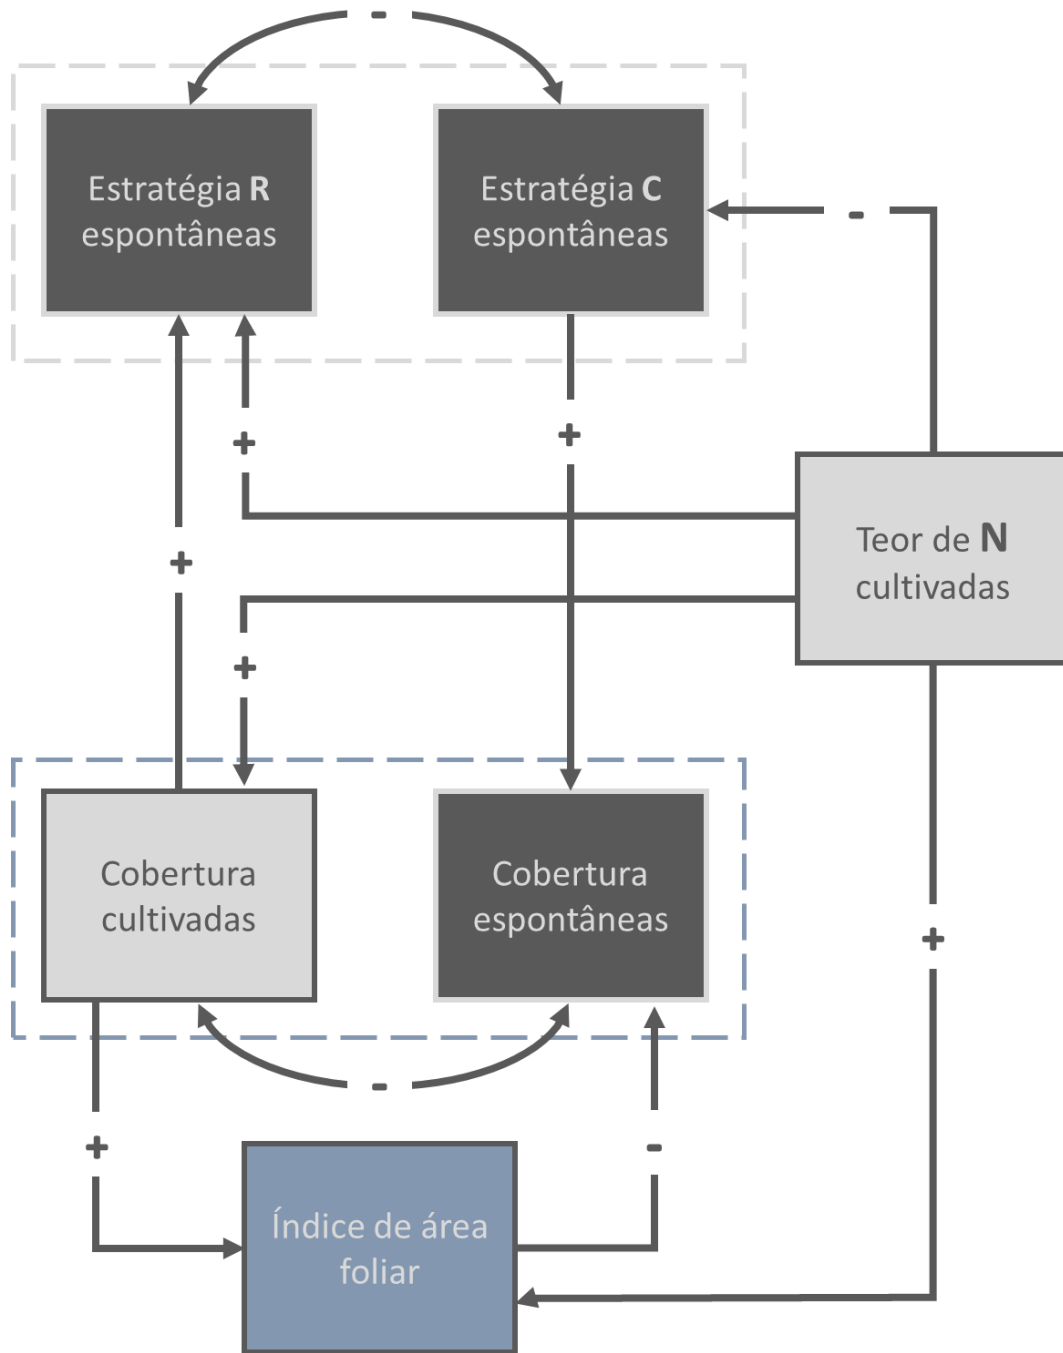 -
Estratégia R
espontâneas
Estratégia C
espontâneas
-
+
+
Teor de N
cultivadas
+
+
Cobertura
cultivadas
Cobertura
espontâneas
+
-
+
-
Índice de área
foliar